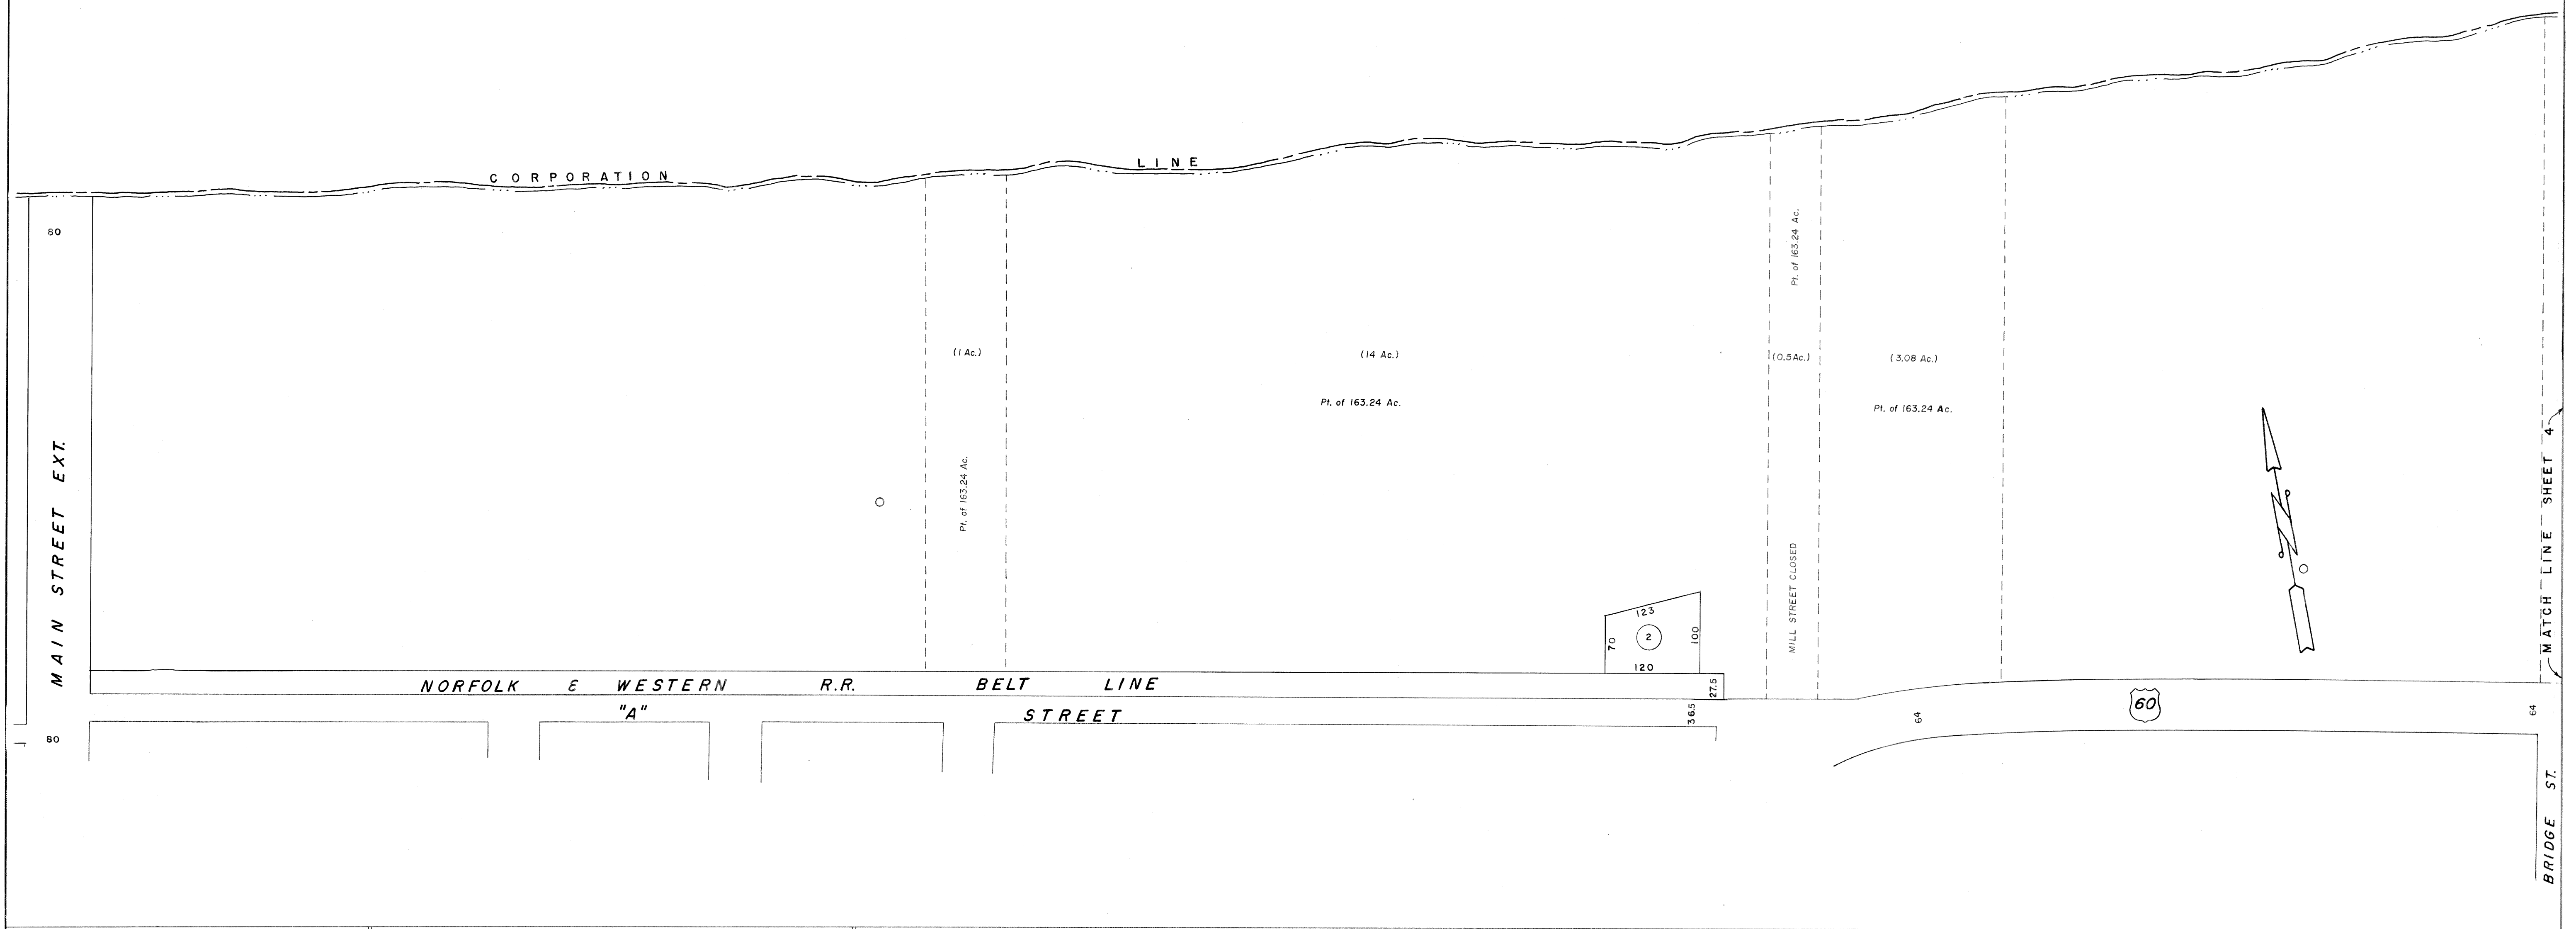 CORPORATION LINE
80
MAIN STREET EXT.
80
(1 Ac.)
Pt. of 163.24 Ac.
(14 Ac.)
Pt. of 163.24 Ac.
Pt. of 163.24 Ac.
(0.5 Ac.)
MILL STREET CLOSED
(3.08 Ac.)
Pt. of 163.24 Ac.
123
70
2
100
120
NORFOLK & WESTERN R.R. BELT LINE
27.5
"A" STREET
36.5
64
60
64
N
MATCH LINE SHEET 4
BRIDGE ST.